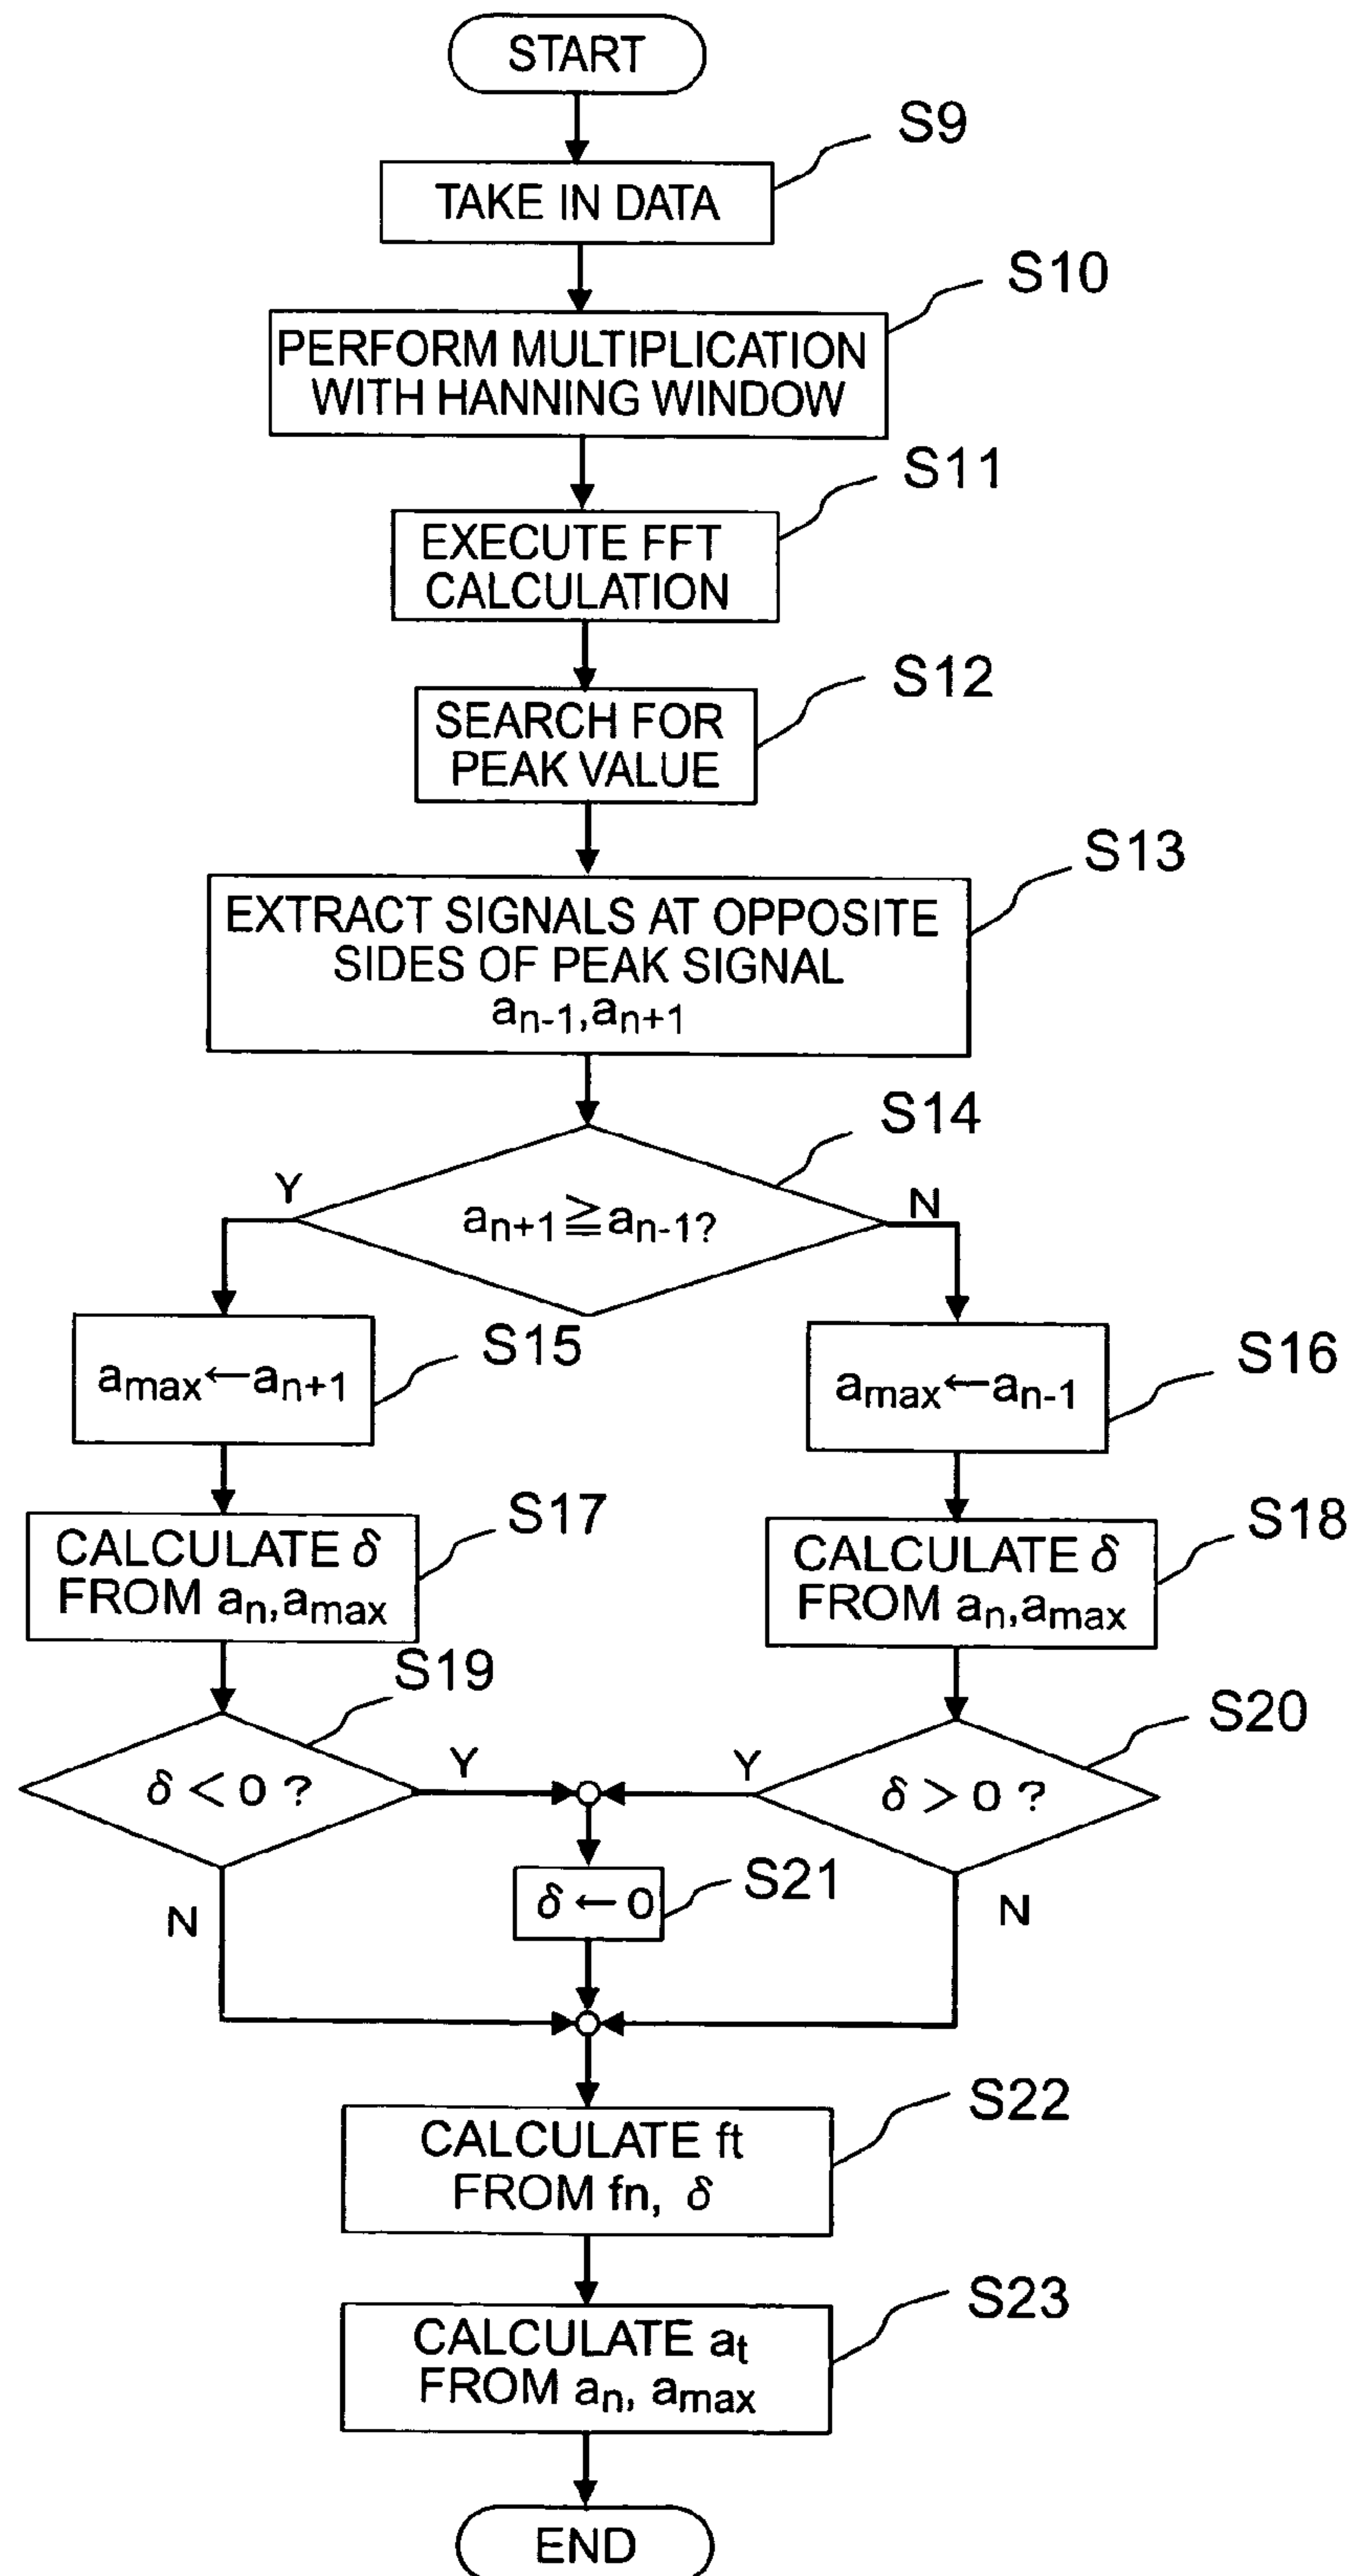 START
S9
TAKE IN DATA
S10
PERFORM MULTIPLICATION
WITH HANNING WINDOW
S11
EXECUTE FFT
CALCULATION
S12
SEARCH FOR
PEAK VALUE
S13
EXTRACT SIGNALS AT OPPOSITE
SIDES OF PEAK SIGNAL
an-1,an+1
S14
Y
an+1≧an-1?
N
S15
amax←an+1
S16
amax←an-1
S17
CALCULATE δ
FROM an,amax
S18
CALCULATE δ
FROM an,amax
S19
δ<0?
Y
N
S20
δ>0?
Y
N
S21
δ←0
S22
CALCULATE ft
FROM fn, δ
S23
CALCULATE at
FROM an, amax
END